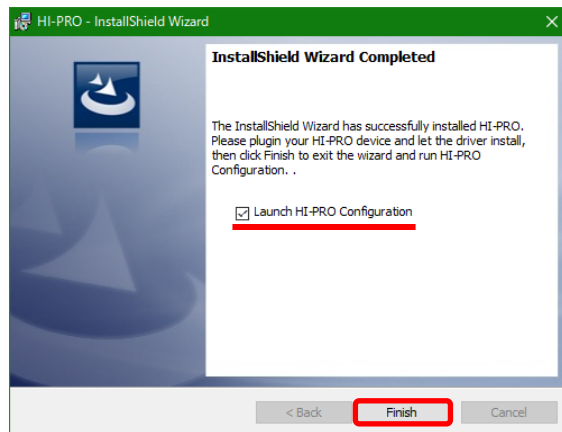 HI-PRO - InstallShield Wizard
InstallShield Wizard Completed
The InstallShield Wizard has successfully installed HI-PRO.
Please plugin your HI-PRO device and let the driver install,
then click Finish to exit the wizard and run HI-PRO
Configuration. .
Launch HI-PRO Configuration
< Back
Finish
Cancel